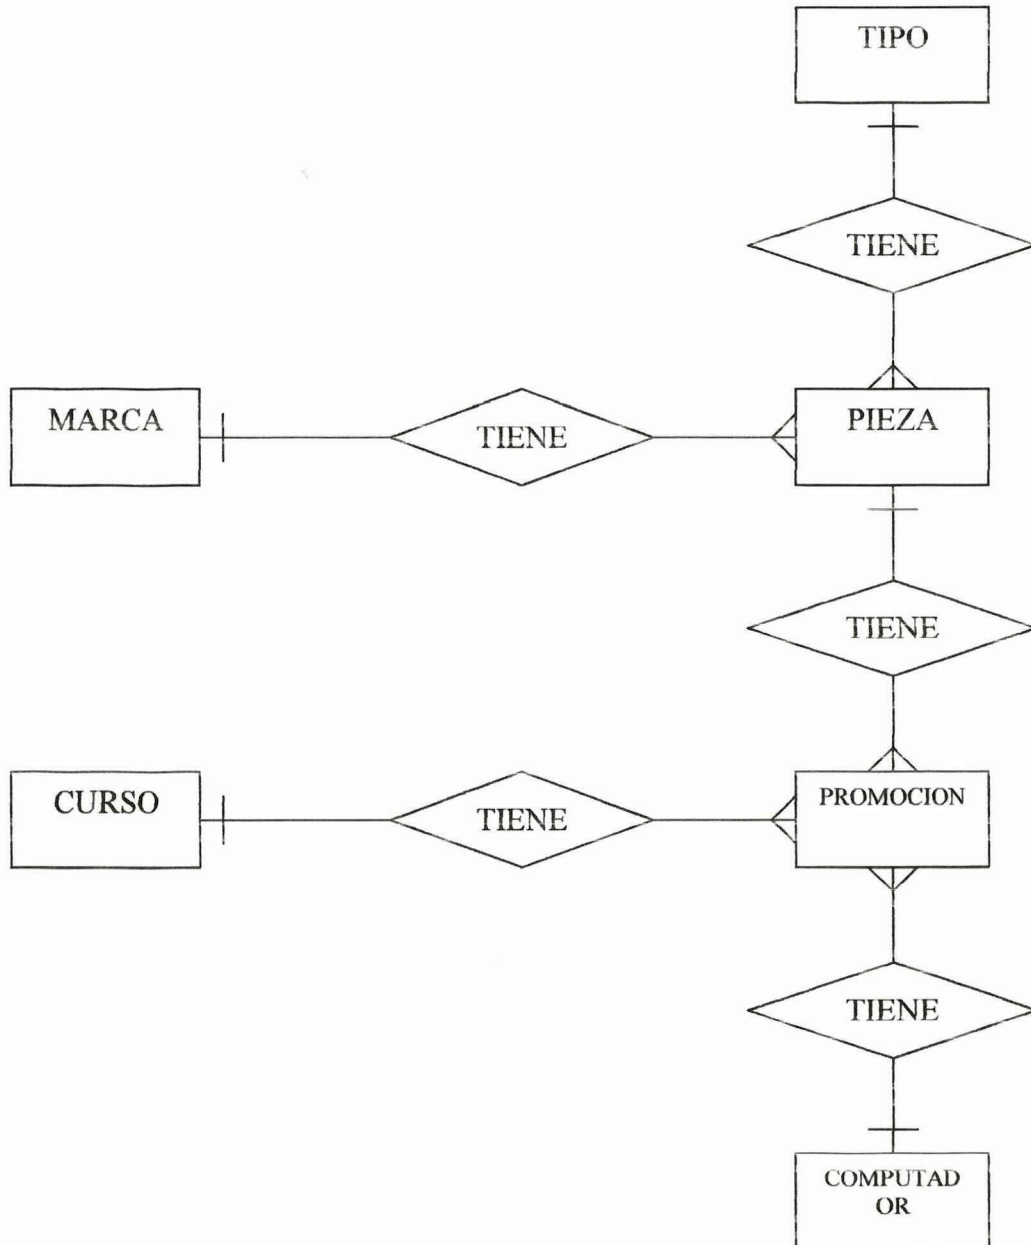 TIPO
TIENE
MARCA
TIENE
PIEZA
TIENE
CURSO
TIENE
PROMOCION
TIENE
COMPUTAD
OR